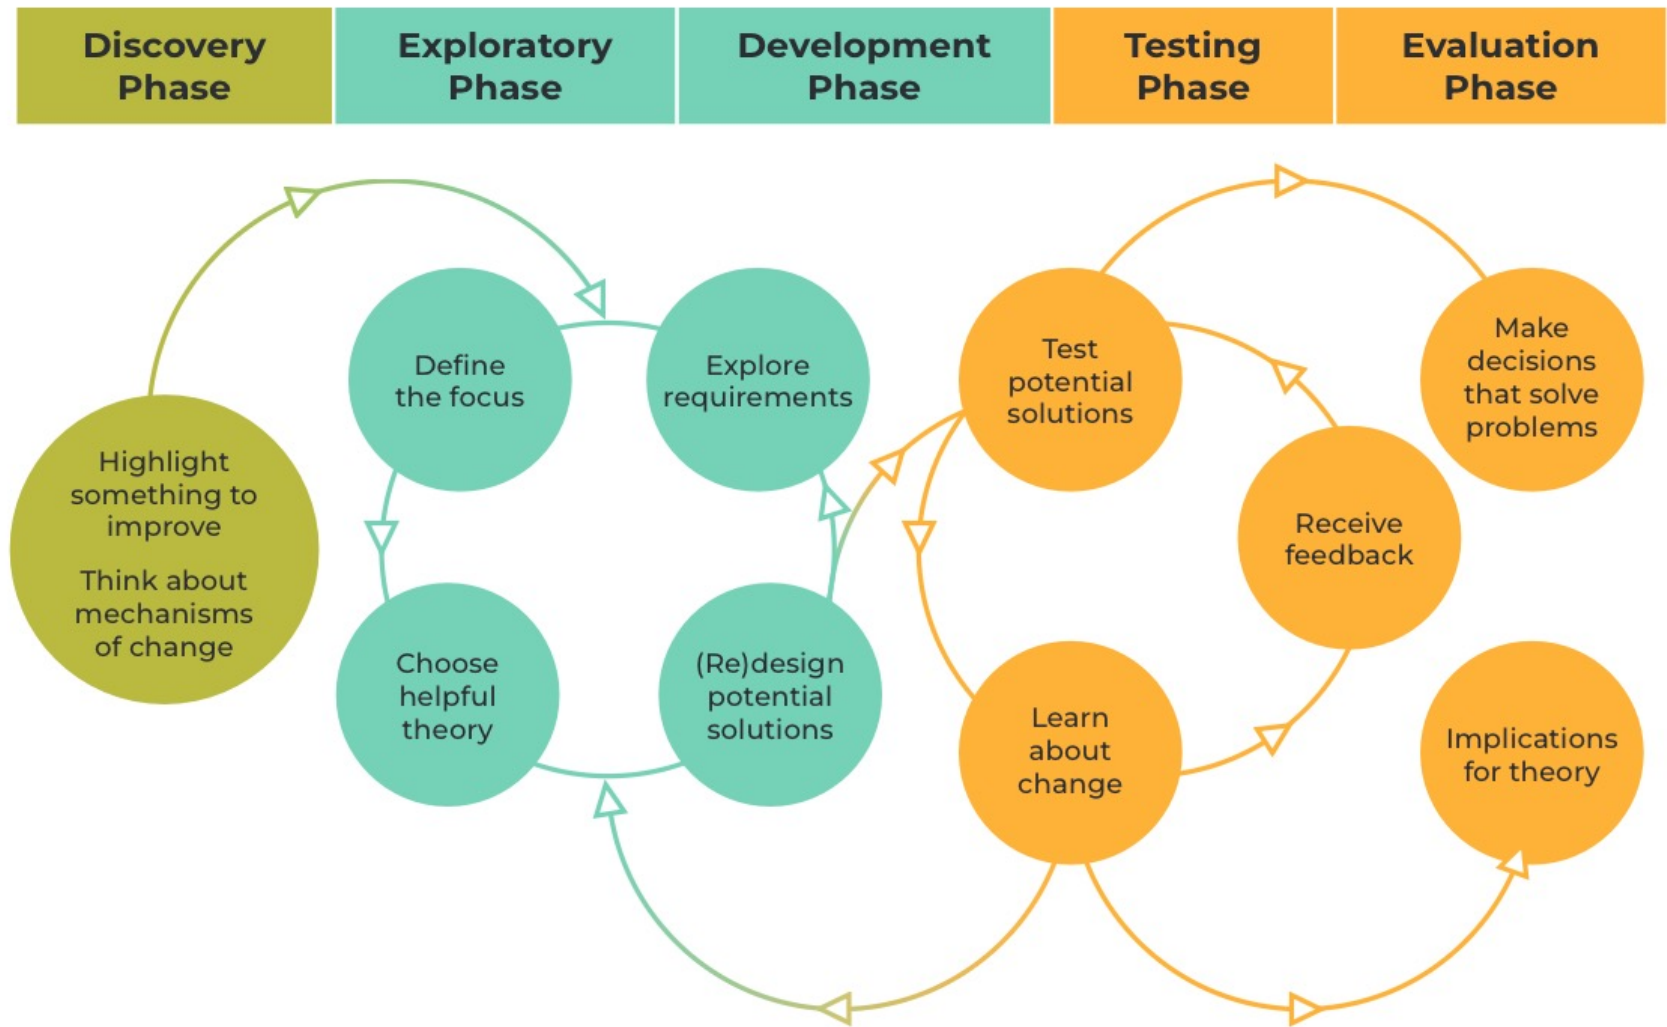 Discovery
Phase
Exploratory
Phase
Development
Phase
Testing
Phase
Evaluation
Phase
Highlight
something to
improve
Think about
mechanisms
of change
Define
the focus
Explore
requirements
Choose
helpful
theory
(Re)design
potential
solutions
Test
potential
solutions
Learn
about
change
Receive
feedback
Make
decisions
that solve
problems
Implications
for theory